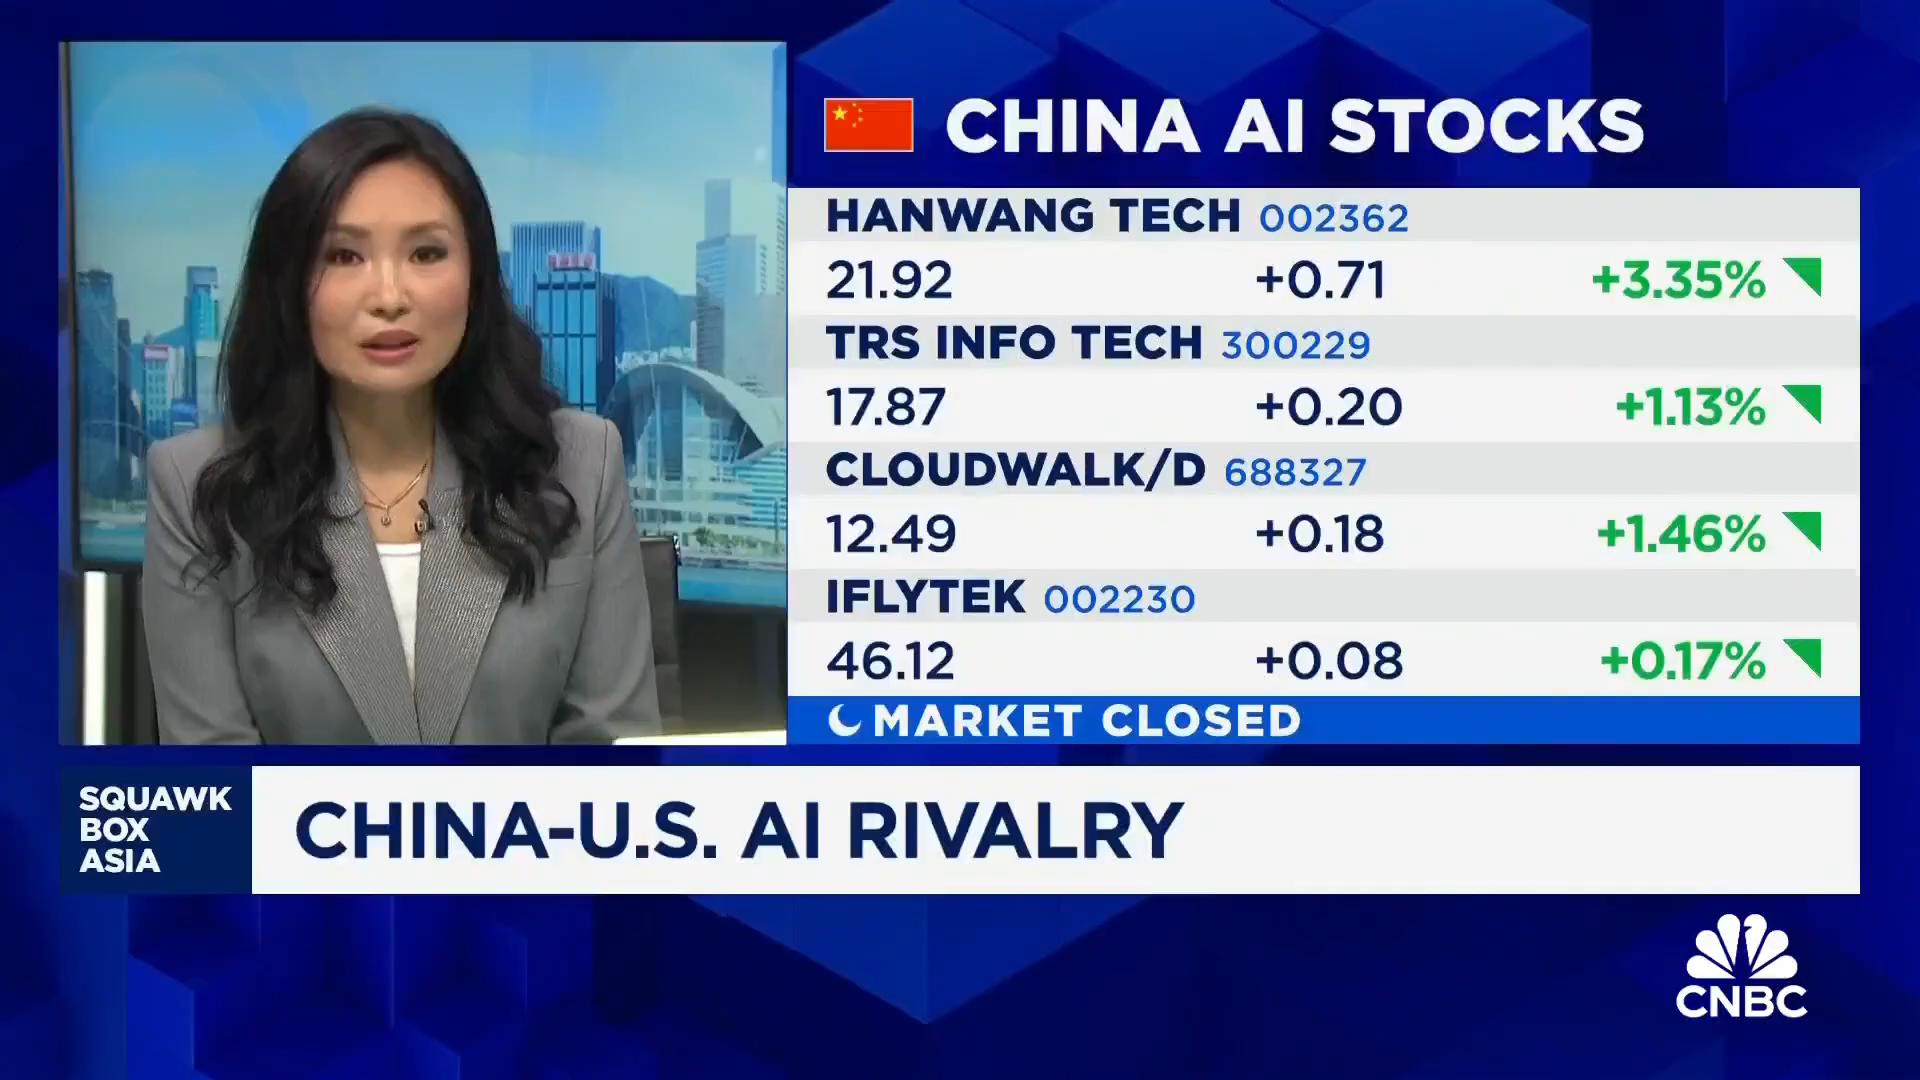 CHINA AI STOCKS
HANWANG TECH 002362
21.92 +0.71 +3.35%
TRS INFO TECH 300229
17.87 +0.20 +1.13%
CLOUDWALK/D 688327
12.49 +0.18 +1.46%
IFLYTEK 002230
46.12 +0.08 +0.17%
MARKET CLOSED
SQUAWK
BOX
ASIA
CHINA-U.S. AI RIVALRY
CNBC